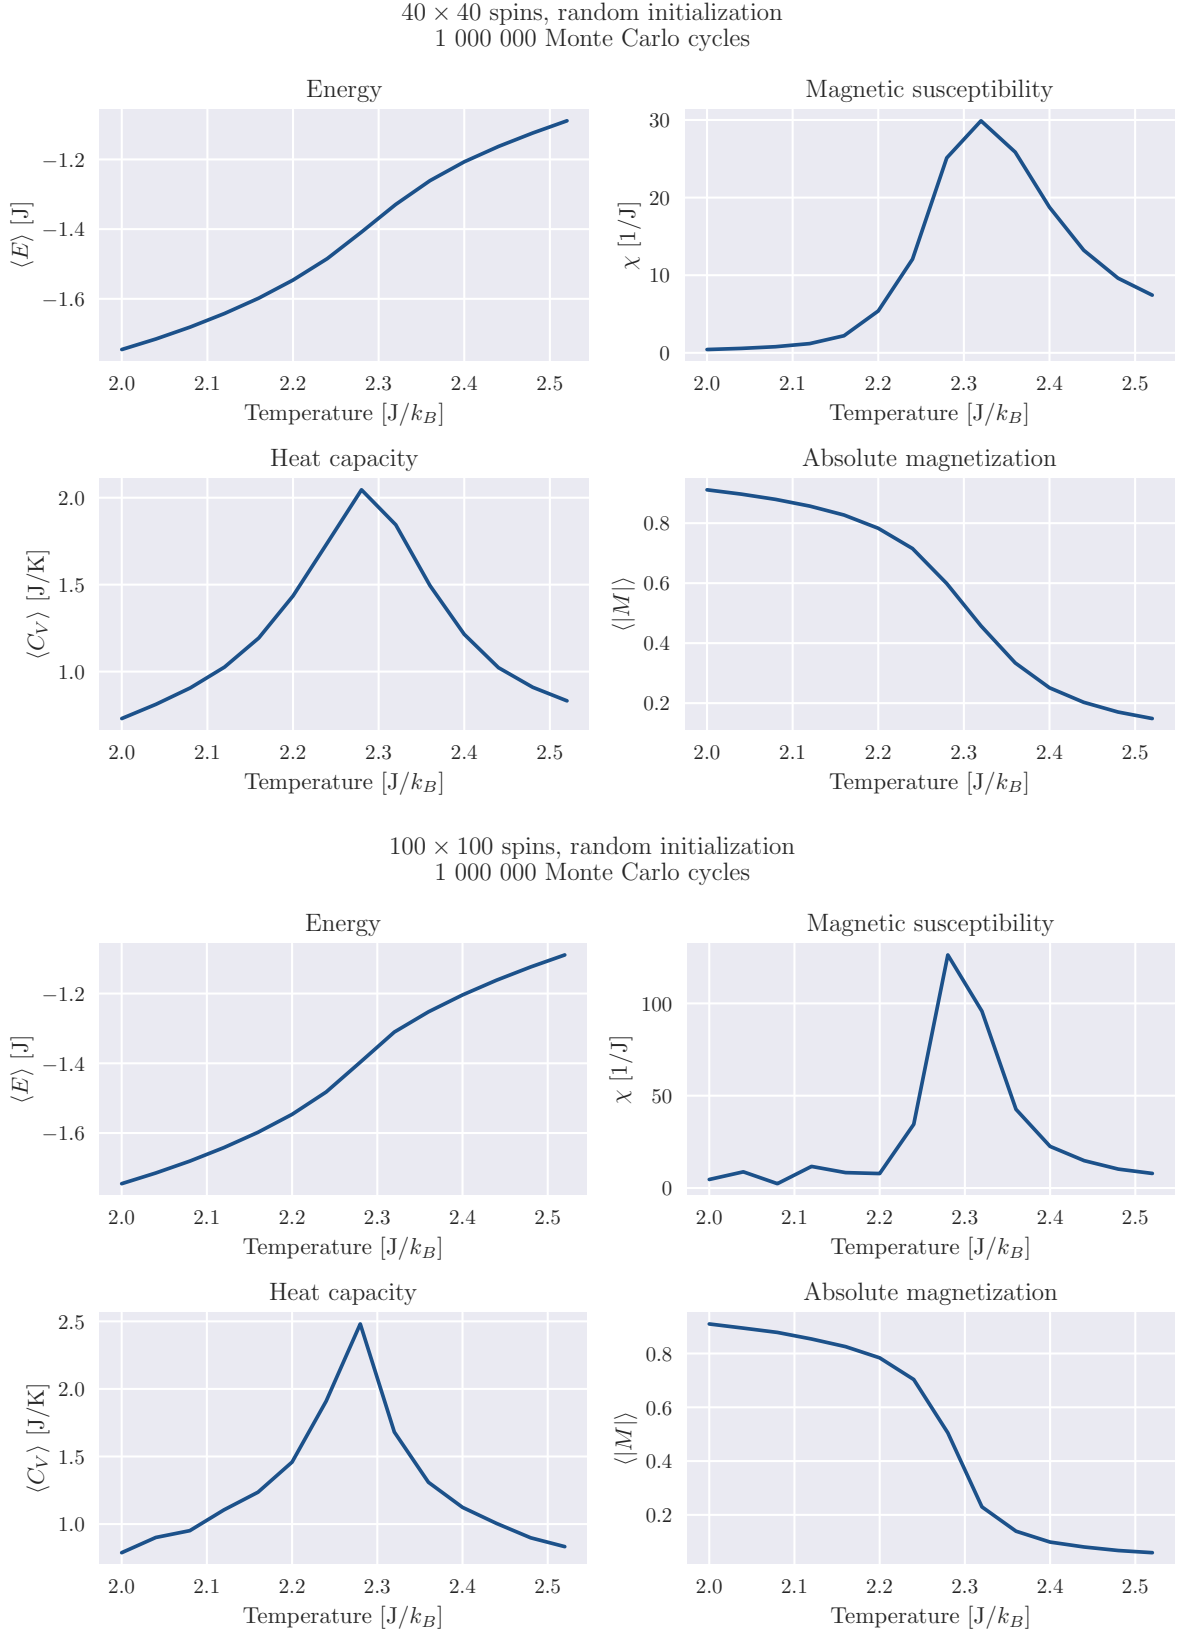 40 × 40 spins, random initialization
1 000 000 Monte Carlo cycles
Energy
⟨E⟩ [J]
−1.2
−1.4
−1.6
2.0 2.1 2.2 2.3 2.4 2.5
Temperature [J/k_B]
Magnetic susceptibility
χ [1/J]
30
20
10
0
2.0 2.1 2.2 2.3 2.4 2.5
Temperature [J/k_B]
Heat capacity
⟨C_V⟩ [J/K]
2.0
1.5
1.0
2.0 2.1 2.2 2.3 2.4 2.5
Temperature [J/k_B]
Absolute magnetization
⟨|M|⟩
0.8
0.6
0.4
0.2
2.0 2.1 2.2 2.3 2.4 2.5
Temperature [J/k_B]
100 × 100 spins, random initialization
1 000 000 Monte Carlo cycles
Energy
⟨E⟩ [J]
−1.2
−1.4
−1.6
2.0 2.1 2.2 2.3 2.4 2.5
Temperature [J/k_B]
Magnetic susceptibility
χ [1/J]
100
50
0
2.0 2.1 2.2 2.3 2.4 2.5
Temperature [J/k_B]
Heat capacity
⟨C_V⟩ [J/K]
2.5
2.0
1.5
1.0
2.0 2.1 2.2 2.3 2.4 2.5
Temperature [J/k_B]
Absolute magnetization
⟨|M|⟩
0.8
0.6
0.4
0.2
2.0 2.1 2.2 2.3 2.4 2.5
Temperature [J/k_B]